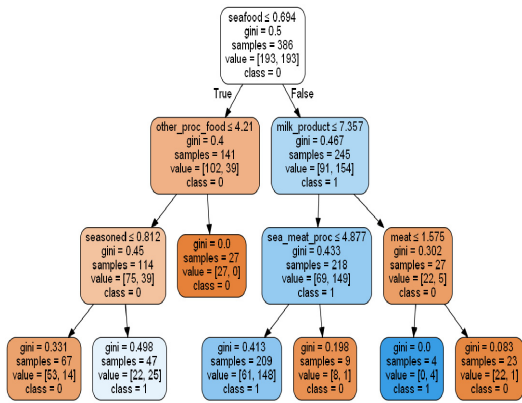 seafood ≤ 0.694
gini = 0.5
samples = 386
value = [193, 193]
class = 0
True
False
other_proc_food ≤ 4.21
gini = 0.4
samples = 141
value = [102, 39]
class = 0
milk_product ≤ 7.357
gini = 0.467
samples = 245
value = [91, 154]
class = 1
seasoned ≤ 0.812
gini = 0.45
samples = 114
value = [75, 39]
class = 0
gini = 0.0
samples = 27
value = [27, 0]
class = 0
sea_meat_proc ≤ 4.877
gini = 0.433
samples = 218
value = [69, 149]
class = 1
meat ≤ 1.575
gini = 0.302
samples = 27
value = [22, 5]
class = 0
gini = 0.331
samples = 67
value = [53, 14]
class = 0
gini = 0.498
samples = 47
value = [22, 25]
class = 1
gini = 0.413
samples = 209
value = [61, 148]
class = 1
gini = 0.198
samples = 9
value = [8, 1]
class = 0
gini = 0.0
samples = 4
value = [0, 4]
class = 1
gini = 0.083
samples = 23
value = [22, 1]
class = 0